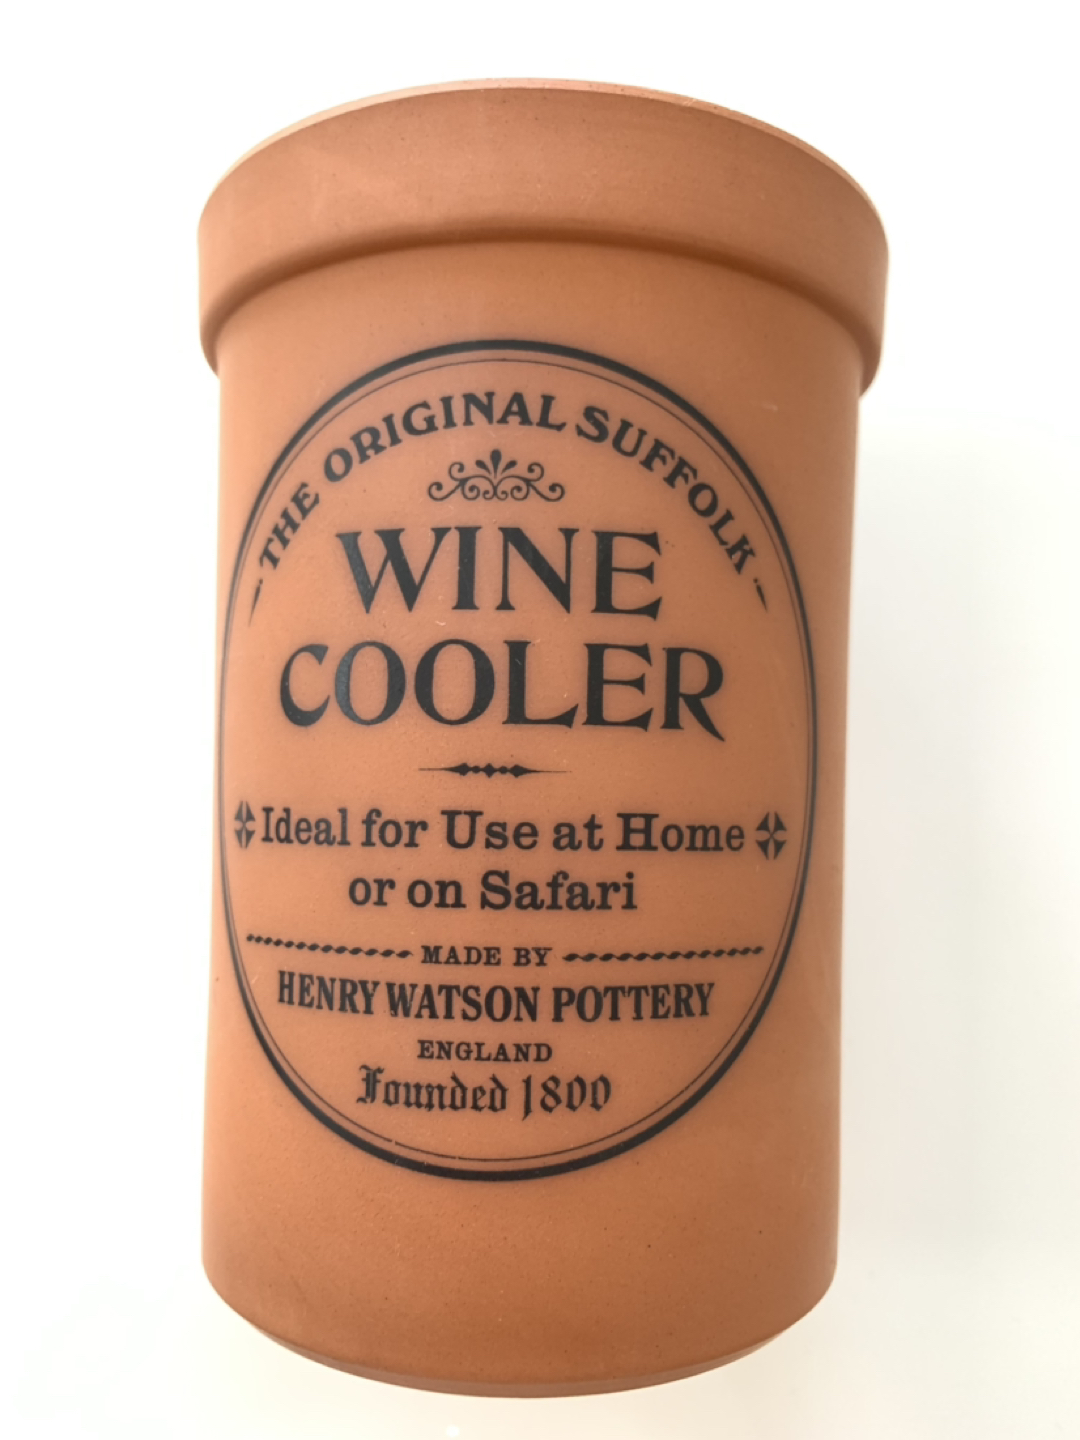 THE ORIGINAL SUFFOLK
WINE
COOLER
Ideal for Use at Home
or on Safari
MADE BY
HENRY WATSON POTTERY
ENGLAND
Founded 1800